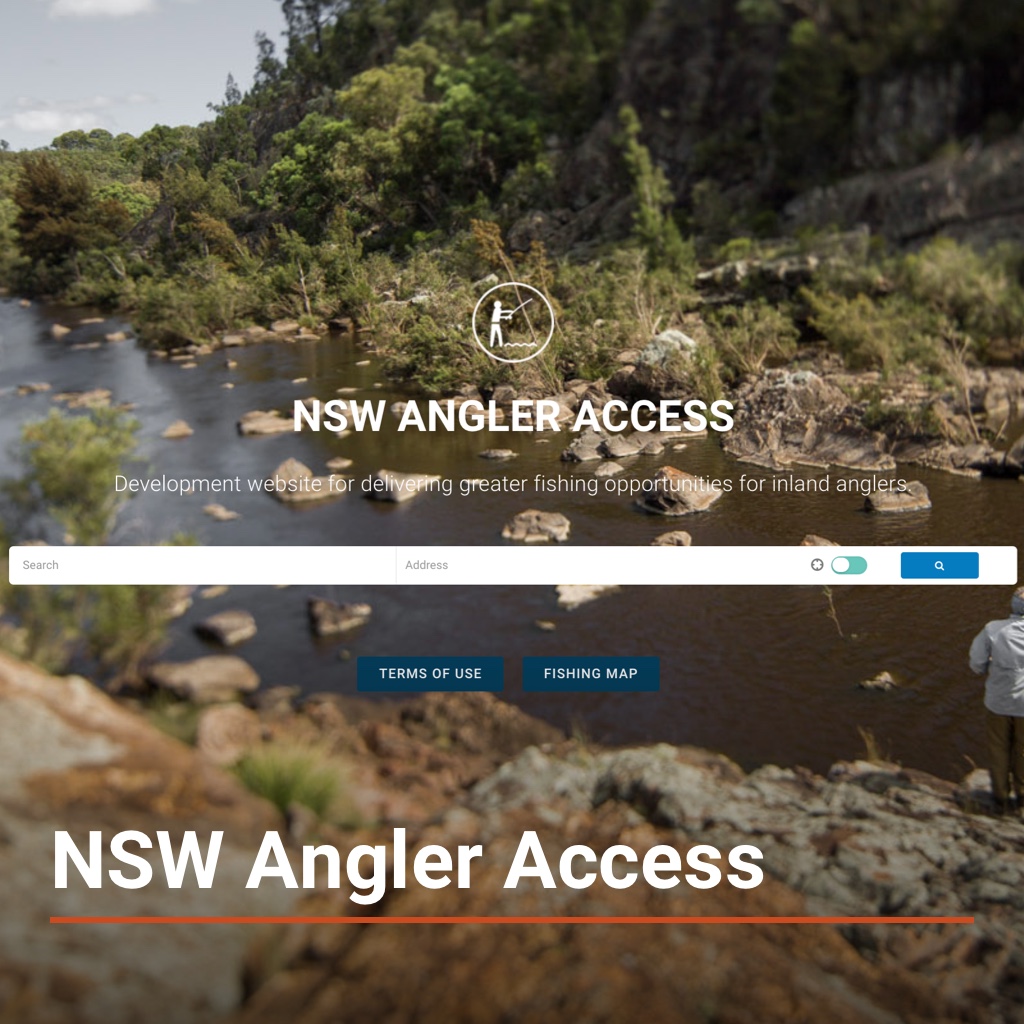 NSW ANGLER ACCESS
Development website for delivering greater fishing opportunities for inland anglers.
Search Address
TERMS OF USE FISHING MAP
NSW Angler Access